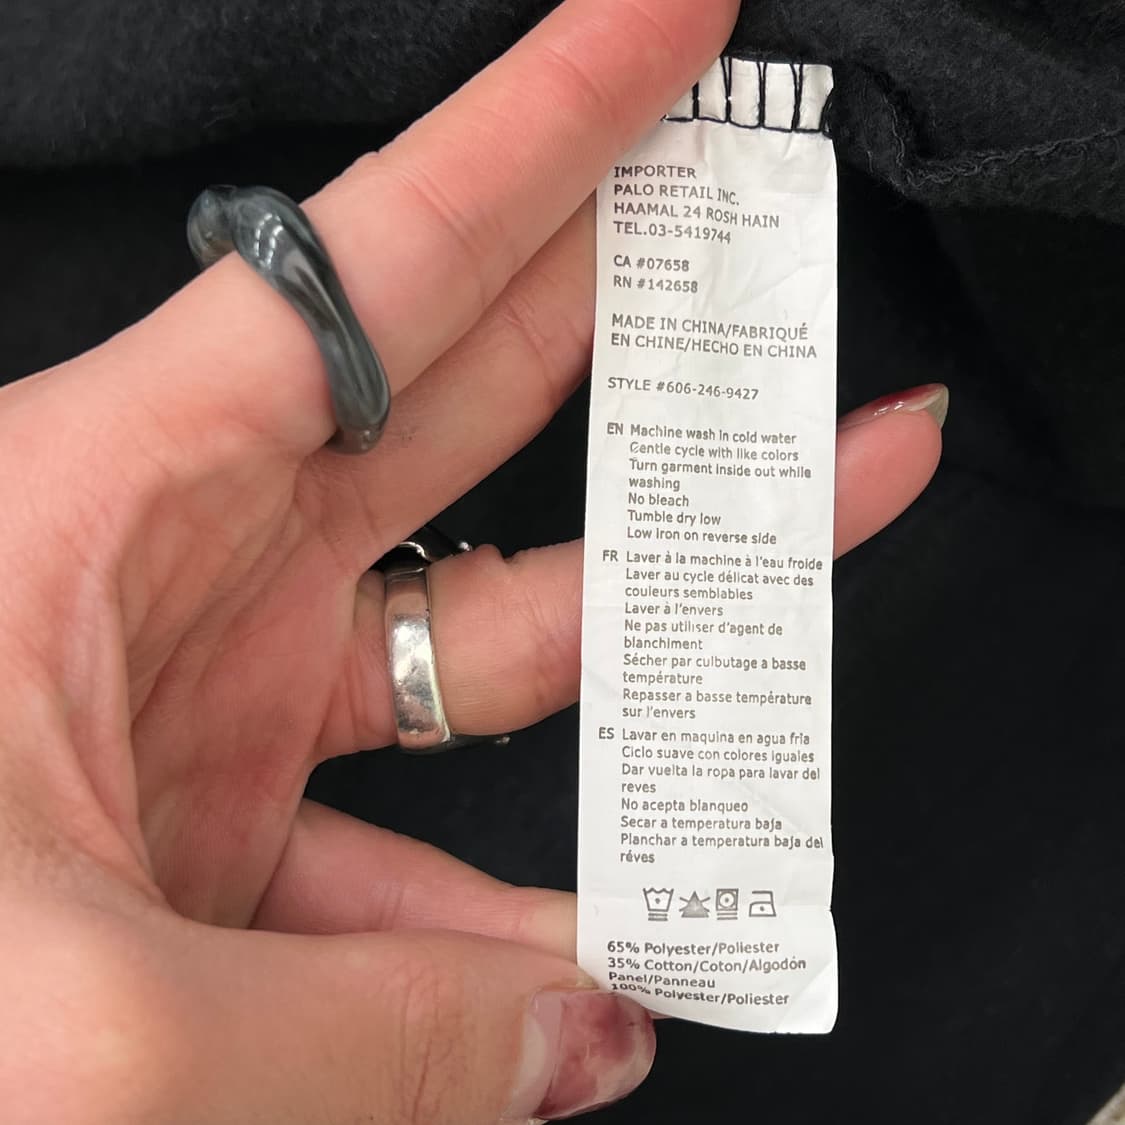 IMPORTER
PALO RETAIL INC.
HAAMAL 24 ROSH HAIN
TEL.03-5419744
CA #07658
RN #142658
MADE IN CHINA/FABRIQUÉ
EN CHINE/HECHO EN CHINA
STYLE #606-246-9427
EN Machine wash in cold water
Gentle cycle with like colors
Turn garment inside out while
washing
No bleach
Tumble dry low
Low iron on reverse side
FR Laver à la machine à l'eau froide
Laver au cycle délicat avec des
couleurs semblables
Laver à l'envers
Ne pas utiliser d'agent de
blanchiment
Sécher par culbutage a basse
température
Repasser a basse température
sur l'envers
ES Lavar en maquina en agua fria
Ciclo suave con colores iguales
Dar vuelta la ropa para lavar del
reves
No acepta blanqueo
Secar a temperatura baja
Planchar a temperatura baja del
réves
65% Polyester/Poliester
35% Cotton/Coton/Algodón
Panel/Panneau
100% Polyester/Poliester